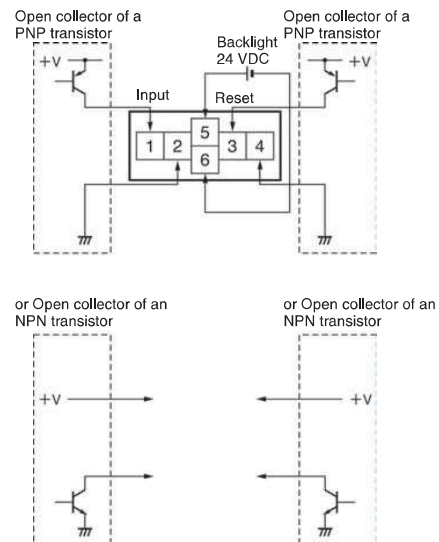 Open collector of a
PNP transistor
Open collector of a
PNP transistor
Backlight
24 VDC
+V
+V
Input
Reset
5
1 2 3 4
6
or Open collector of an
NPN transistor
or Open collector of an
NPN transistor
+V
+V